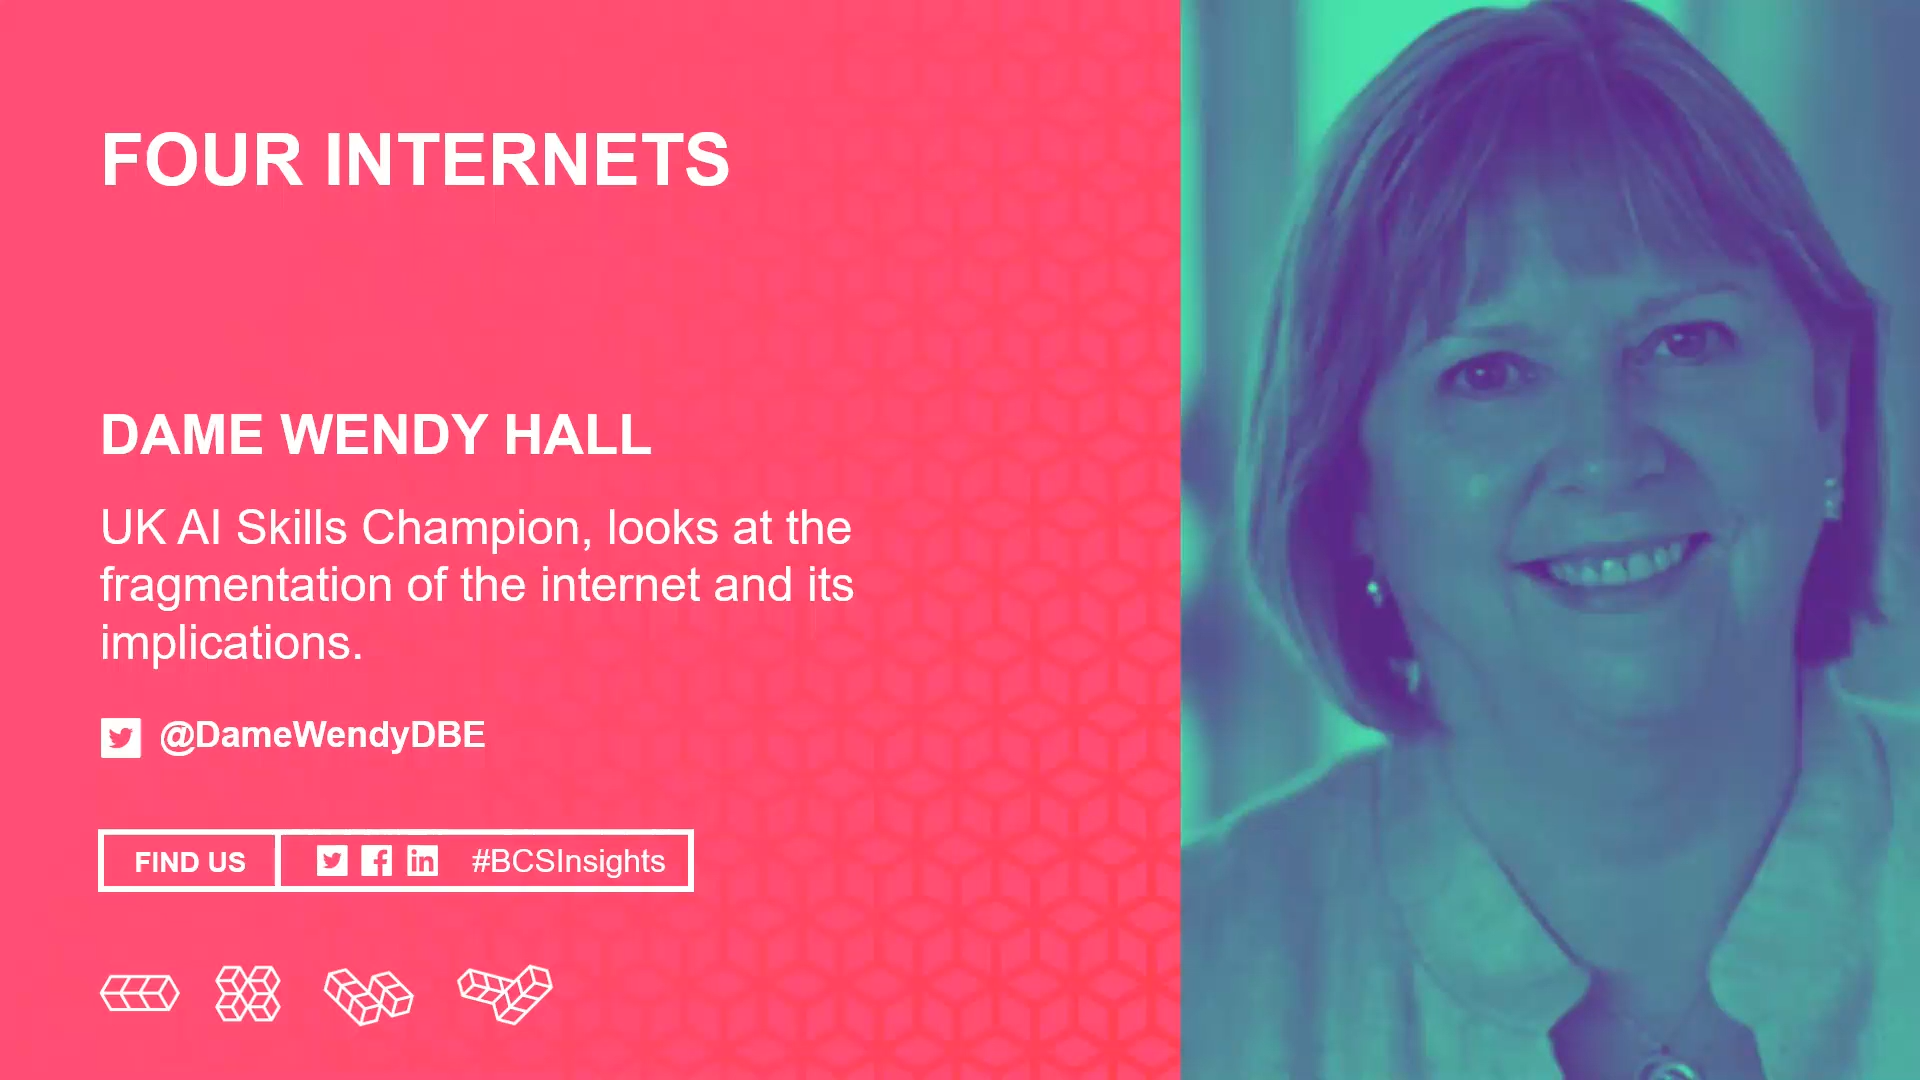 FOUR INTERNETS
DAME WENDY HALL
UK AI Skills Champion, looks at the
fragmentation of the internet and its
implications.
@DameWendyDBE
FIND US #BCSInsights